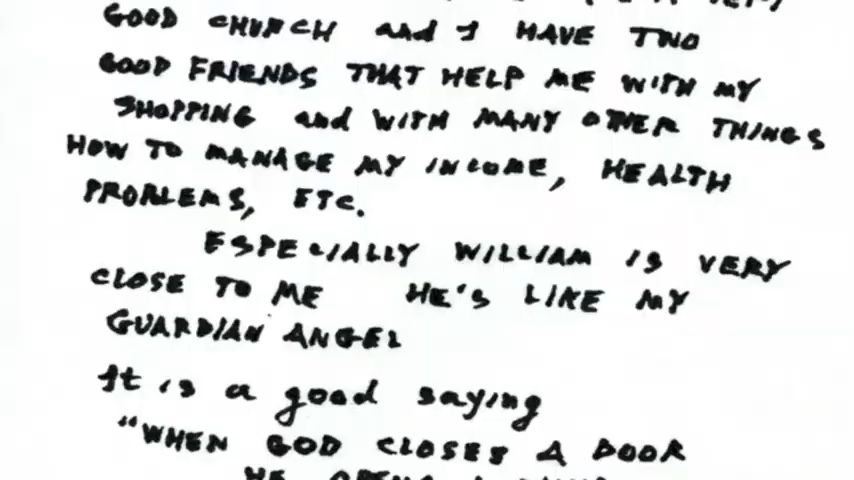 GOOD CHURCH and I HAVE TWO
GOOD FRIENDS THAT HELP ME WITH MY
SHOPPING and WITH MANY OTHER THINGS
HOW TO MANAGE MY INCOME, HEALTH
PROBLEMS, ETC.
ESPECIALLY WILLIAM IS VERY
CLOSE TO ME HE'S LIKE MY
GUARDIAN ANGEL
It is a good saying
"WHEN GOD CLOSES A DOOR
HE OPENS A